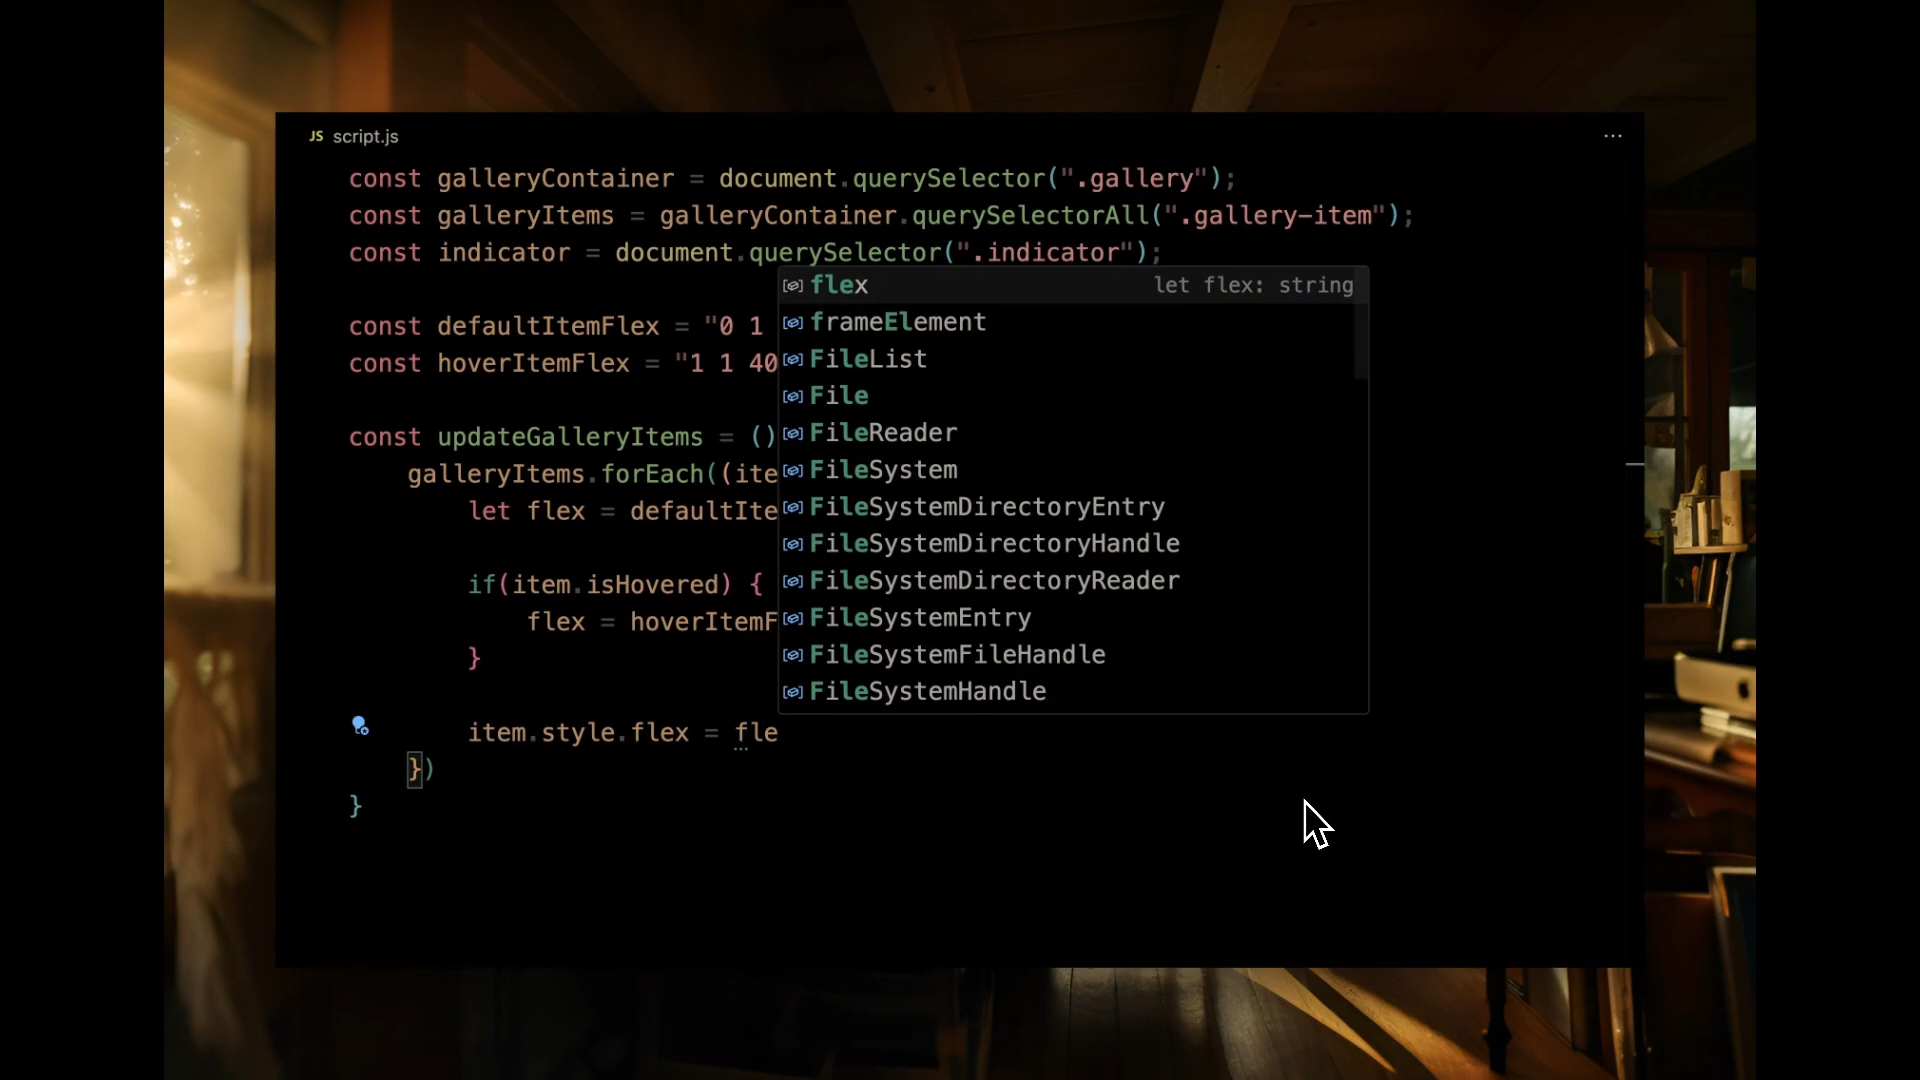 JS script.js ...
const galleryContainer = document.querySelector(".gallery");
const galleryItems = galleryContainer.querySelectorAll(".gallery-item");
const indicator = document.querySelector(".indicator");
flex let flex: string
const defaultItemFlex = "0 1
frameElement
const hoverItemFlex = "1 1 40
FileList
File
const updateGalleryItems = ()
FileReader
galleryItems.forEach((ite
FileSystem
let flex = defaultIte
FileSystemDirectoryEntry
FileSystemDirectoryHandle
if(item.isHovered) {
FileSystemDirectoryReader
flex = hoverItemF
FileSystemEntry
}
FileSystemFileHandle
FileSystemHandle
item.style.flex = fle
})
}